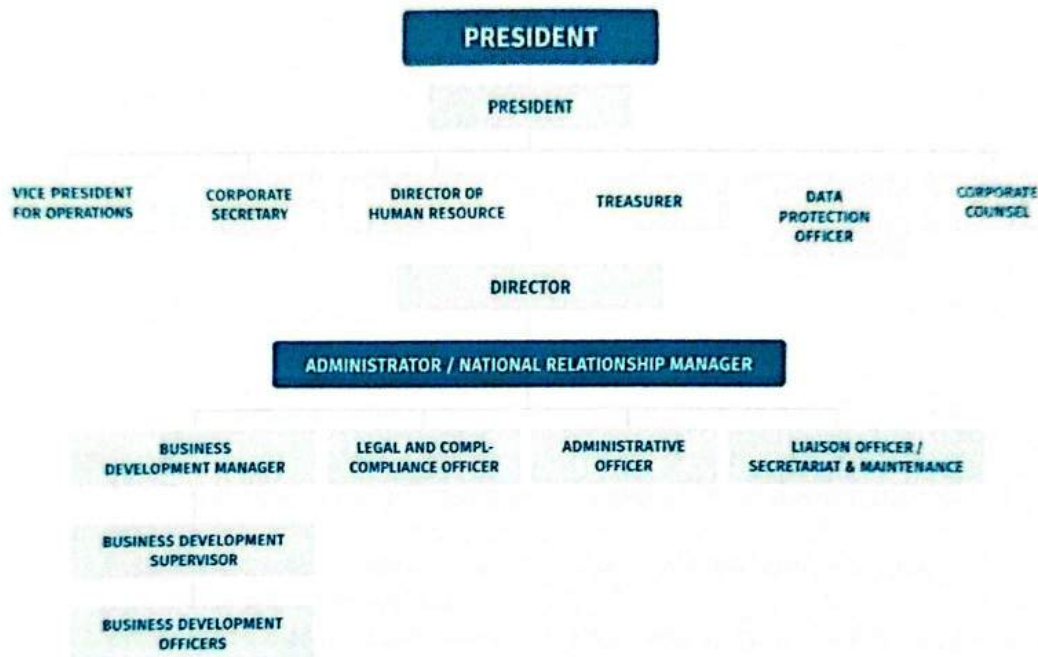 PRESIDENT
PRESIDENT
VICE PRESIDENT
FOR OPERATIONS
CORPORATE
SECRETARY
DIRECTOR OF
HUMAN RESOURCE
TREASURER
DATA
PROTECTION
OFFICER
CORPORATE
COUNSEL
DIRECTOR
ADMINISTRATOR / NATIONAL RELATIONSHIP MANAGER
BUSINESS
DEVELOPMENT MANAGER
LEGAL AND COMPL-
COMPLIANCE OFFICER
ADMINISTRATIVE
OFFICER
LIAISON OFFICER /
SECRETARIAT & MAINTENANCE
BUSINESS DEVELOPMENT
SUPERVISOR
BUSINESS DEVELOPMENT
OFFICERS